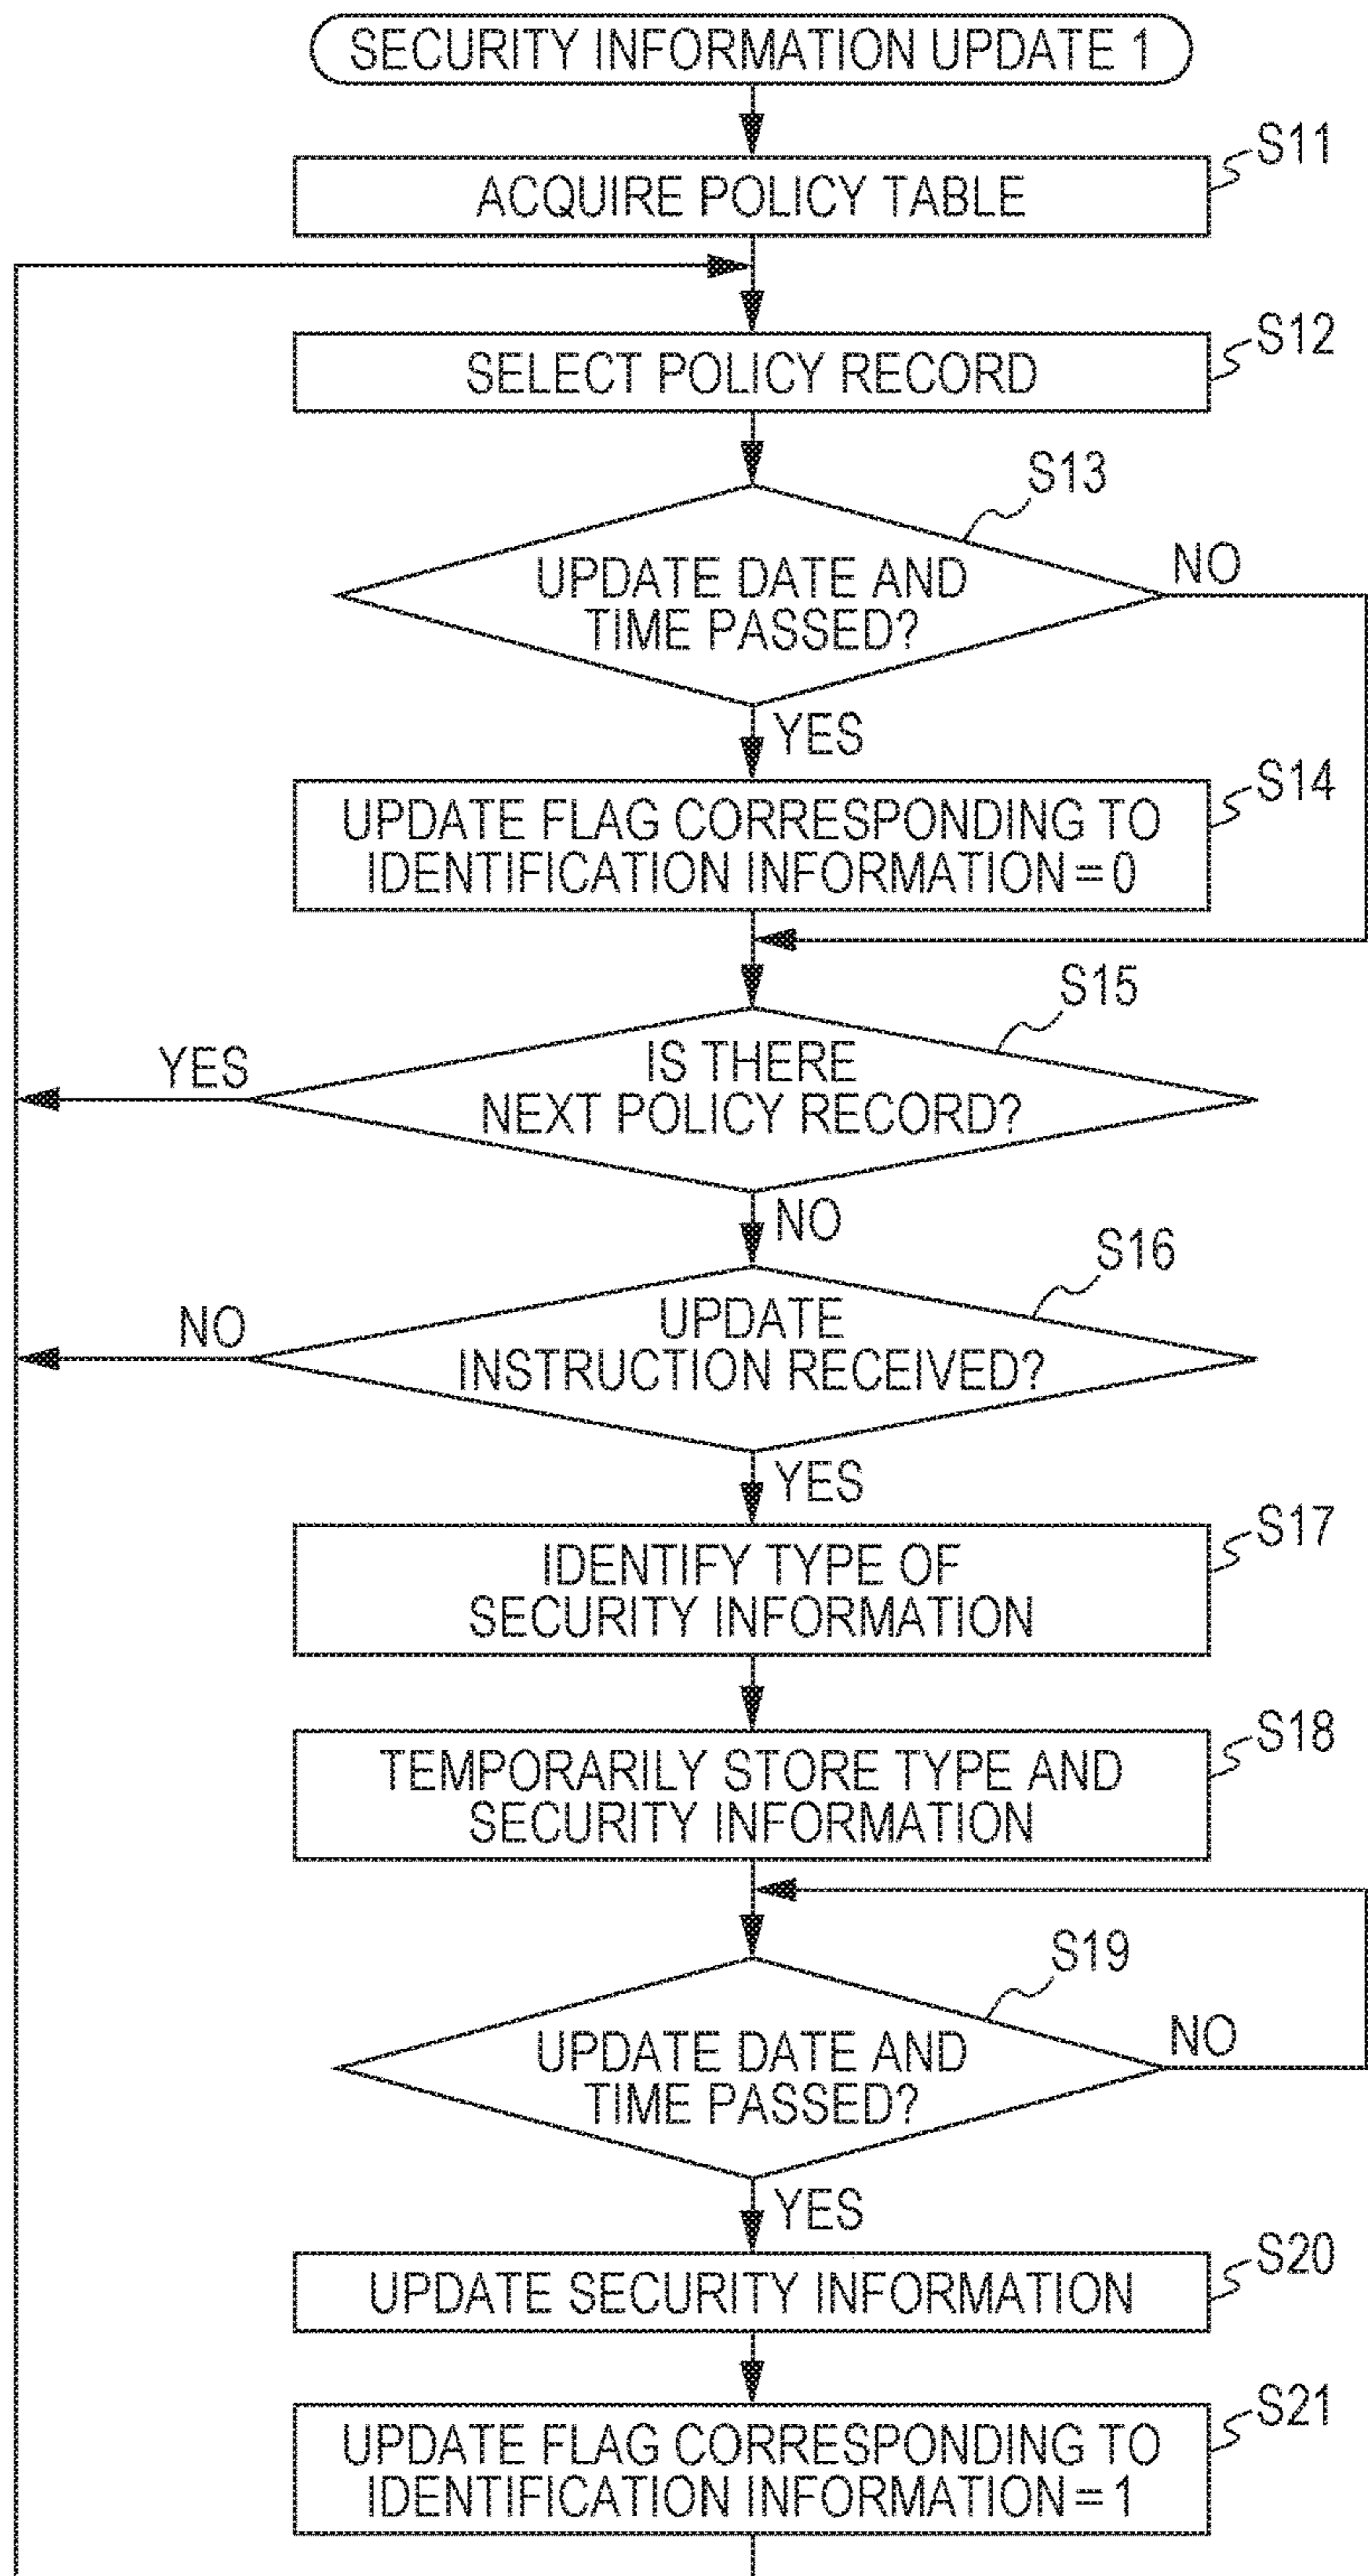 SECURITY INFORMATION UPDATE 1
S11
ACQUIRE POLICY TABLE
S12
SELECT POLICY RECORD
S13
UPDATE DATE AND
TIME PASSED?
NO
YES
S14
UPDATE FLAG CORRESPONDING TO
IDENTIFICATION INFORMATION = 0
S15
IS THERE
NEXT POLICY RECORD?
YES
NO
S16
UPDATE
INSTRUCTION RECEIVED?
NO
YES
S17
IDENTIFY TYPE OF
SECURITY INFORMATION
S18
TEMPORARILY STORE TYPE AND
SECURITY INFORMATION
S19
UPDATE DATE AND
TIME PASSED?
NO
YES
S20
UPDATE SECURITY INFORMATION
S21
UPDATE FLAG CORRESPONDING TO
IDENTIFICATION INFORMATION = 1